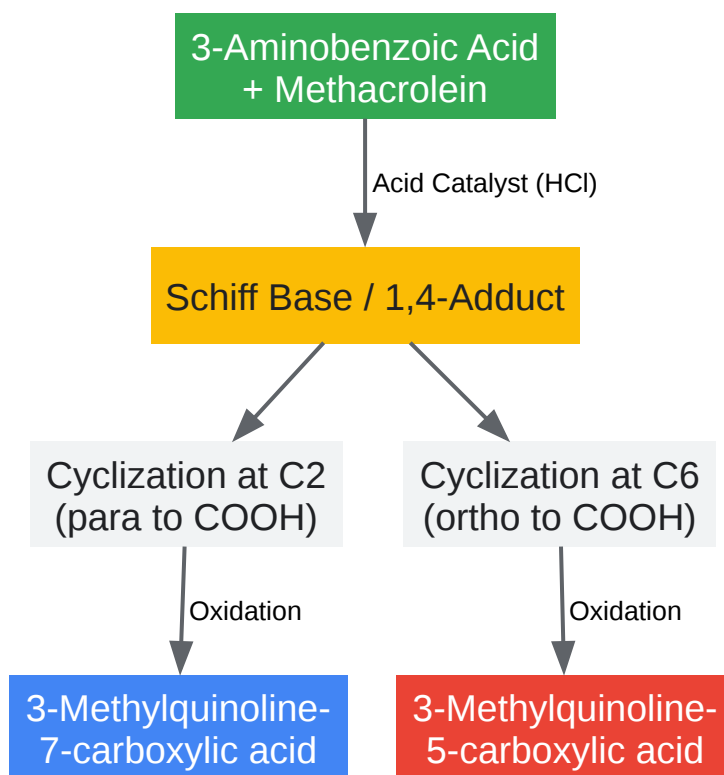 3-Aminobenzoic Acid
+ Methacrolein
Acid Catalyst (HCl)
Schiff Base / 1,4-Adduct
Cyclization at C2
(para to COOH)
Cyclization at C6
(ortho to COOH)
Oxidation
Oxidation
3-Methylquinoline-
7-carboxylic acid
3-Methylquinoline-
5-carboxylic acid